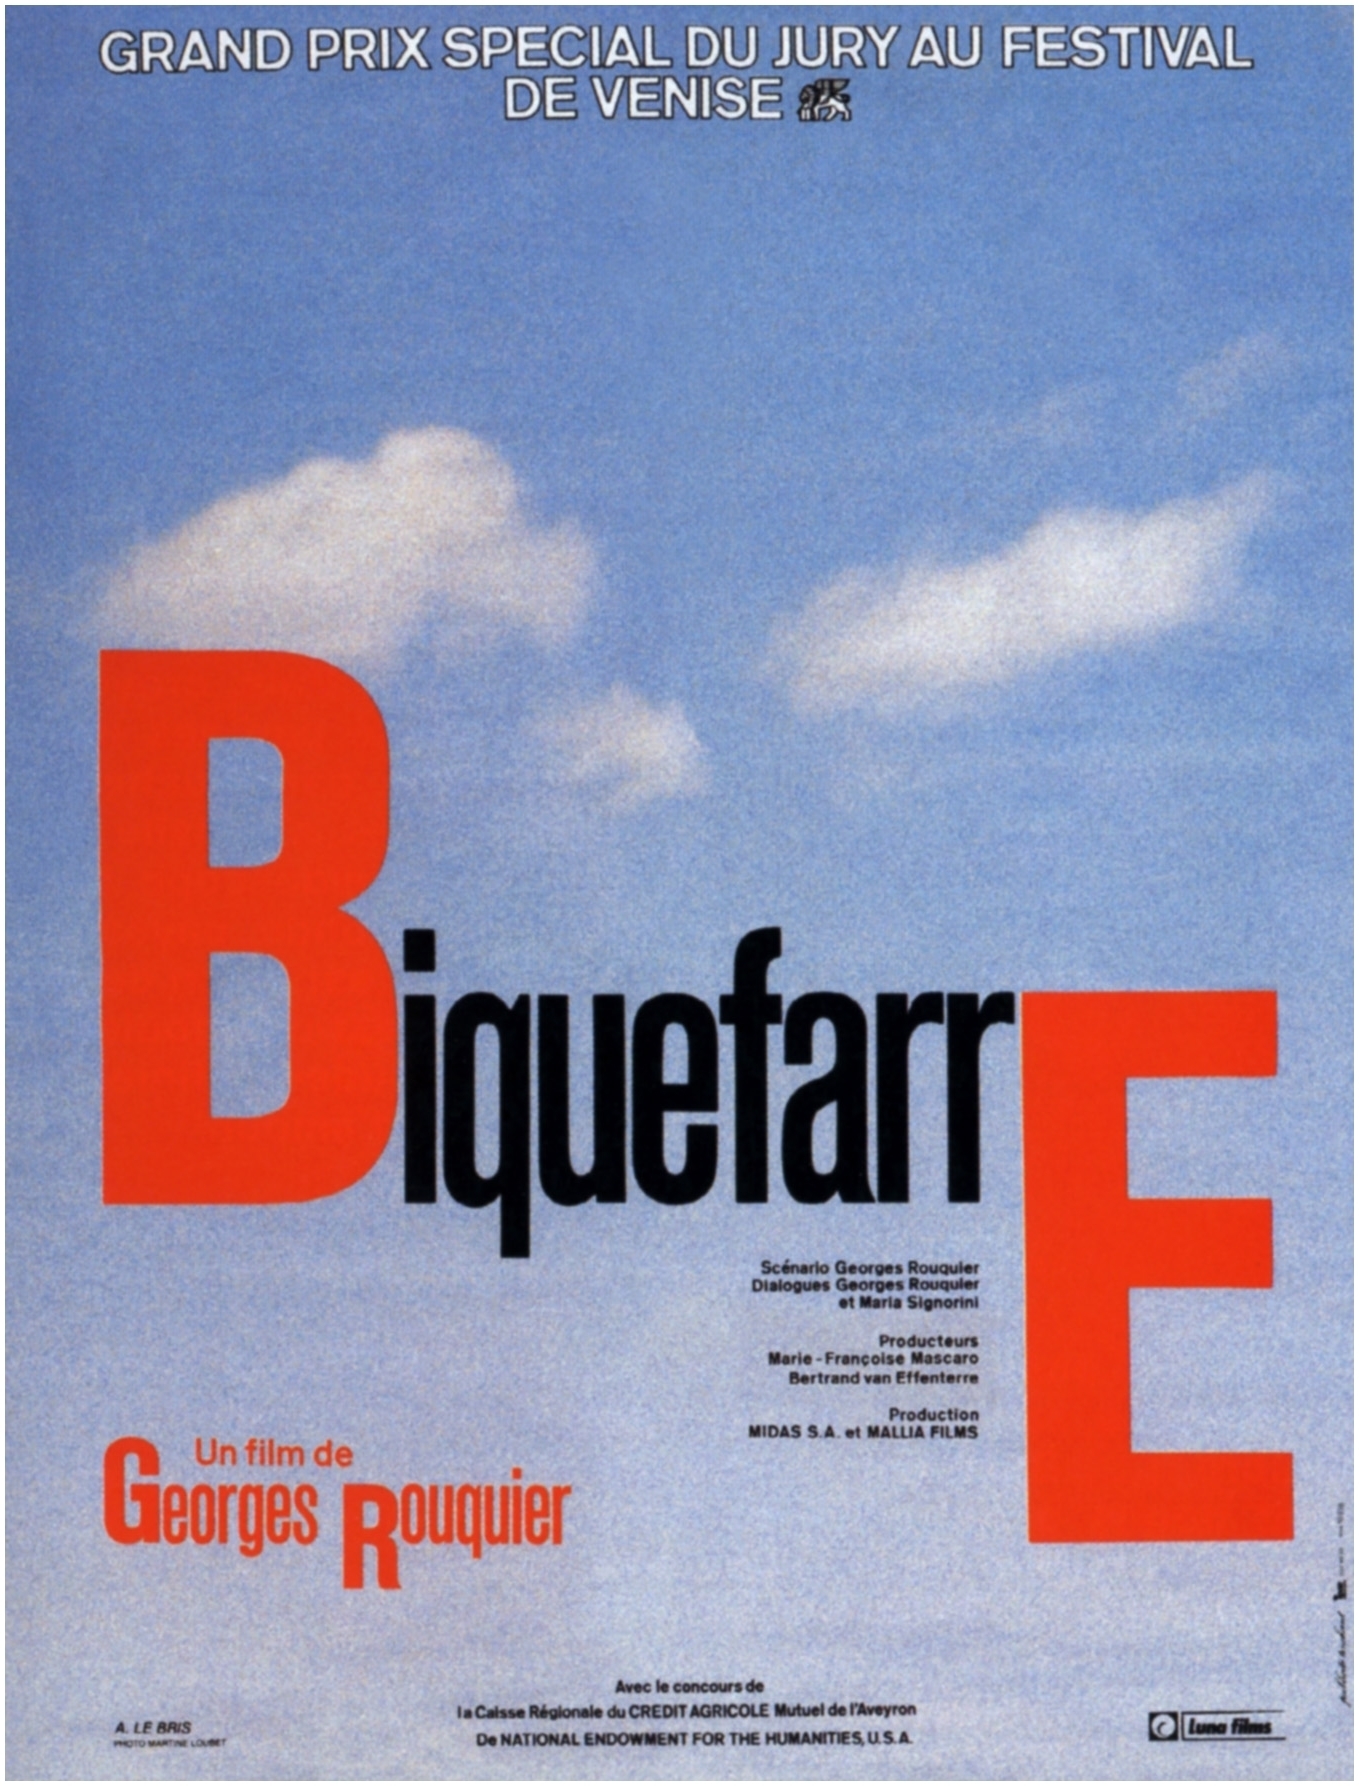 GRAND PRIX SPECIAL DU JURY AU FESTIVAL
DE VENISE
BiquefarrE
Scénario Georges Rouquier
Dialogues Georges Rouquier
et Maria Signorini
Producteurs
Marie-Françoise Mascaro
Bertrand van Effenterre
Production
MIDAS S.A. et MALLIA FILMS
Un film de
Georges Rouquier
Avec le concours de
la Caisse Régionale du CREDIT AGRICOLE Mutuel de l'Aveyron
De NATIONAL ENDOWMENT FOR THE HUMANITIES, U.S.A.
A. LE BRIS
PHOTO MARTINE LOUBET
Luna films